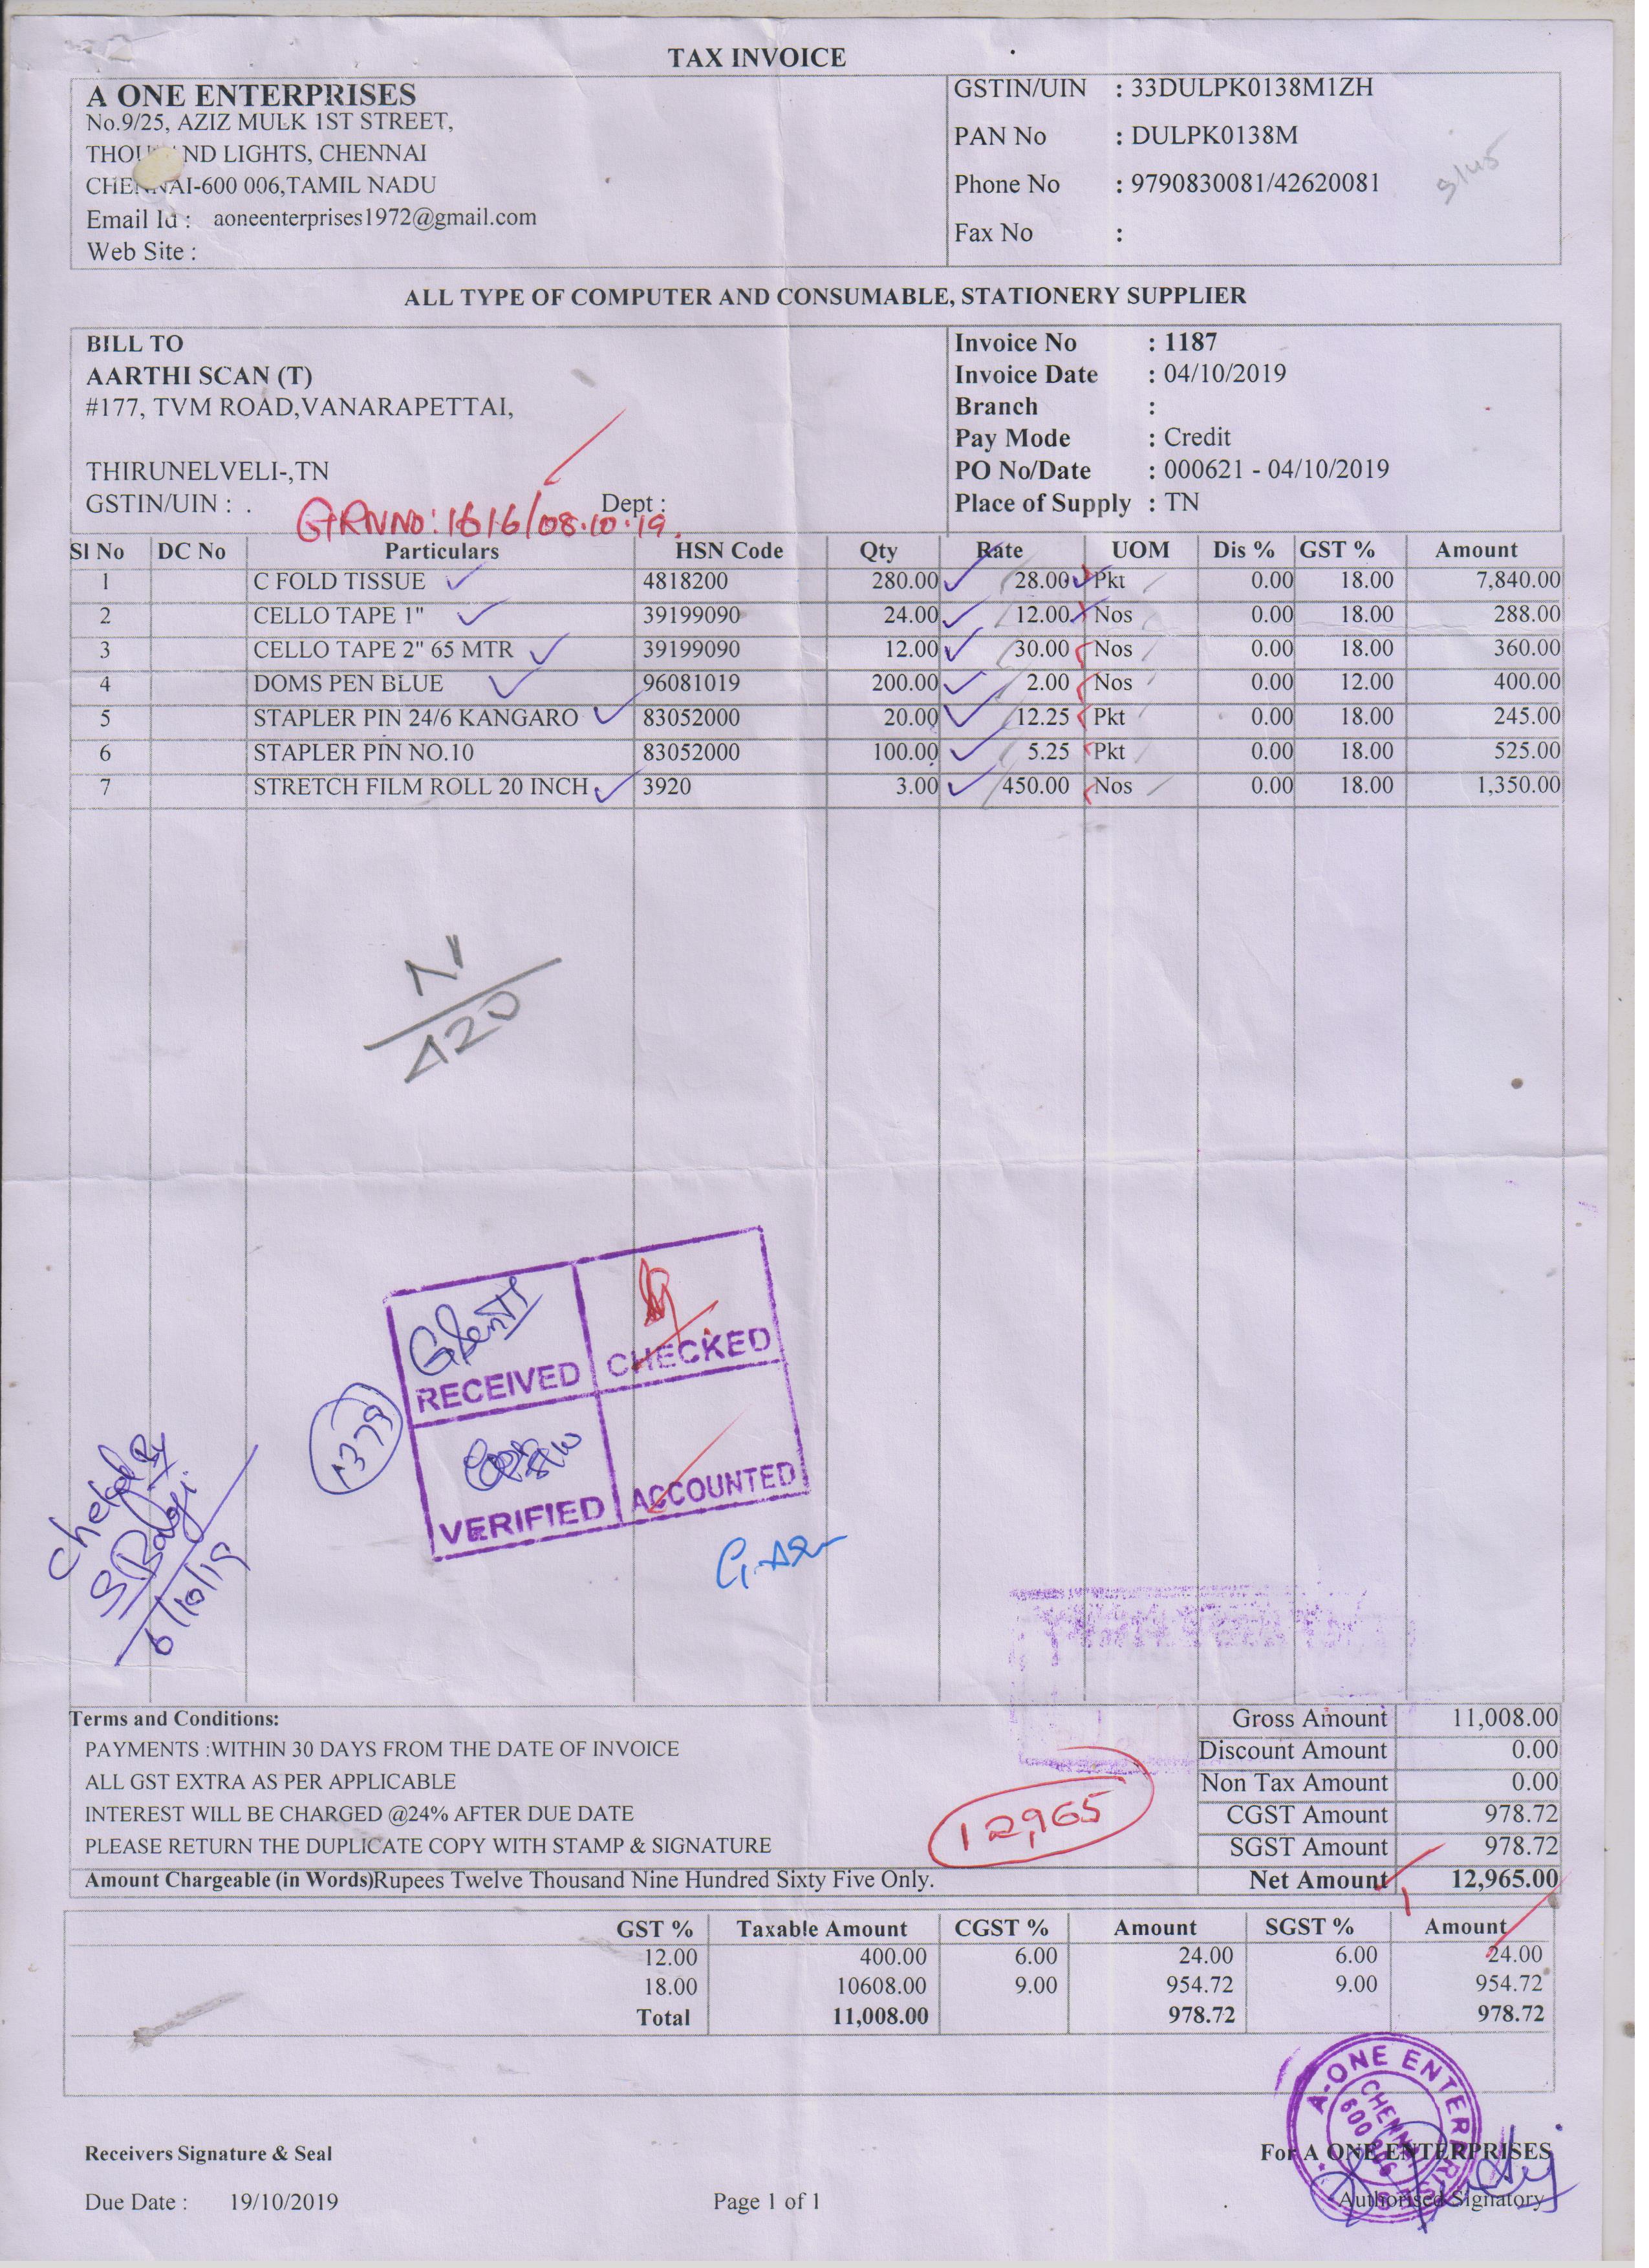 TAX INVOICE
A ONE ENTERPRISES
No.9/25, AZIZ MULK 1ST STREET,
ND LIGHTS, CHENNAI
CHENNAI-600 006,TAMIL NADU
Email Id : aoneenterprises1972@gmail.com
Web Site :
GSTIN/UIN : 33DULPK0138M1ZH
PAN No : DULPK0138M
Phone No : 9790830081/42620081
Fax No :
ALL TYPE OF COMPUTER AND CONSUMABLE, STATIONERY SUPPLIER
BILL TO
AARTHI SCAN (T)
#177, TVM ROAD,VANARAPETTAI,
THIRUNELVELI-,TN
GSTIN/UIN : . Dept :
GRNNO: 1616/08.10.19.
Invoice No : 1187
Invoice Date : 04/10/2019
Branch :
Pay Mode : Credit
PO No/Date : 000621 - 04/10/2019
Place of Supply : TN
Sl No DC No Particulars HSN Code Qty Rate UOM Dis % GST % Amount
1 C FOLD TISSUE 4818200 280.00 28.00 Pkt 0.00 18.00 7,840.00
2 CELLO TAPE 1" 39199090 24.00 12.00 Nos 0.00 18.00 288.00
3 CELLO TAPE 2" 65 MTR 39199090 12.00 30.00 Nos 0.00 18.00 360.00
4 DOMS PEN BLUE 96081019 200.00 2.00 Nos 0.00 12.00 400.00
5 STAPLER PIN 24/6 KANGARO 83052000 20.00 12.25 Pkt 0.00 18.00 245.00
6 STAPLER PIN NO.10 83052000 100.00 5.25 Pkt 0.00 18.00 525.00
7 STRETCH FILM ROLL 20 INCH 3920 3.00 450.00 Nos 0.00 18.00 1,350.00
N
420
RECEIVED CHECKED
VERIFIED ACCOUNTED
1379
6/10/19
Terms and Conditions:
PAYMENTS :WITHIN 30 DAYS FROM THE DATE OF INVOICE
ALL GST EXTRA AS PER APPLICABLE
INTEREST WILL BE CHARGED @24% AFTER DUE DATE
PLEASE RETURN THE DUPLICATE COPY WITH STAMP & SIGNATURE
12,965
Amount Chargeable (in Words)Rupees Twelve Thousand Nine Hundred Sixty Five Only.
Gross Amount 11,008.00
Discount Amount 0.00
Non Tax Amount 0.00
CGST Amount 978.72
SGST Amount 978.72
Net Amount 12,965.00
GST % Taxable Amount CGST % Amount SGST % Amount
12.00 400.00 6.00 24.00 6.00 24.00
18.00 10608.00 9.00 954.72 9.00 954.72
Total 11,008.00 978.72 978.72
A-ONE ENTERPRISES
CHENNAI
600 006
Receivers Signature & Seal
For A ONE ENTERPRISES
Due Date : 19/10/2019
Page 1 of 1
Authorised Signatory